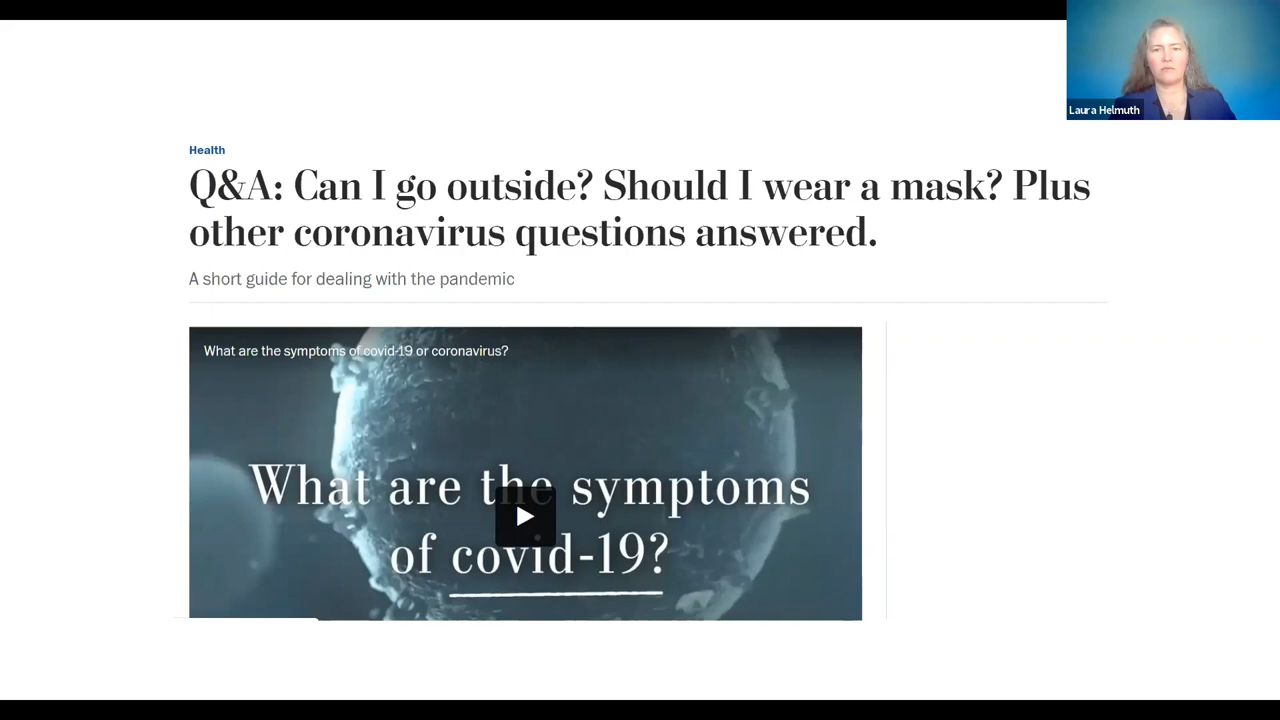 Laura Helmuth
Health
Q&A: Can I go outside? Should I wear a mask? Plus
other coronavirus questions answered.
A short guide for dealing with the pandemic
What are the symptoms of covid-19 or coronavirus?
What are the symptoms
of covid-19?